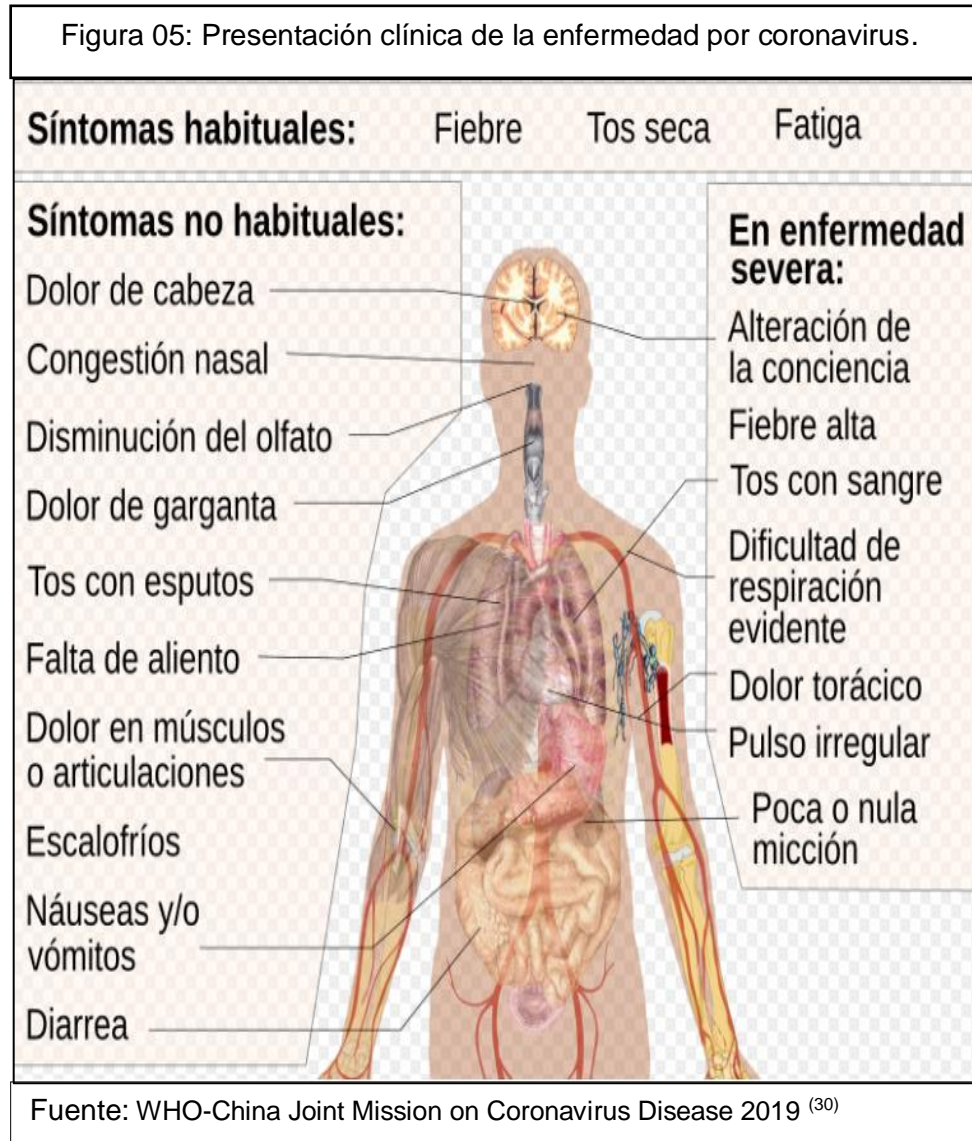 Figura 05: Presentación clínica de la enfermedad por coronavirus.
Síntomas habituales: Fiebre Tos seca Fatiga
Síntomas no habituales:
Dolor de cabeza
Congestión nasal
Disminución del olfato
Dolor de garganta
Tos con esputos
Falta de aliento
Dolor en músculos
o articulaciones
Escalofríos
Náuseas y/o
vómitos
Diarrea
En enfermedad
severa:
Alteración de
la conciencia
Fiebre alta
Tos con sangre
Dificultad de
respiración
evidente
Dolor torácico
Pulso irregular
Poca o nula
micción
Fuente: WHO-China Joint Mission on Coronavirus Disease 2019 (30)